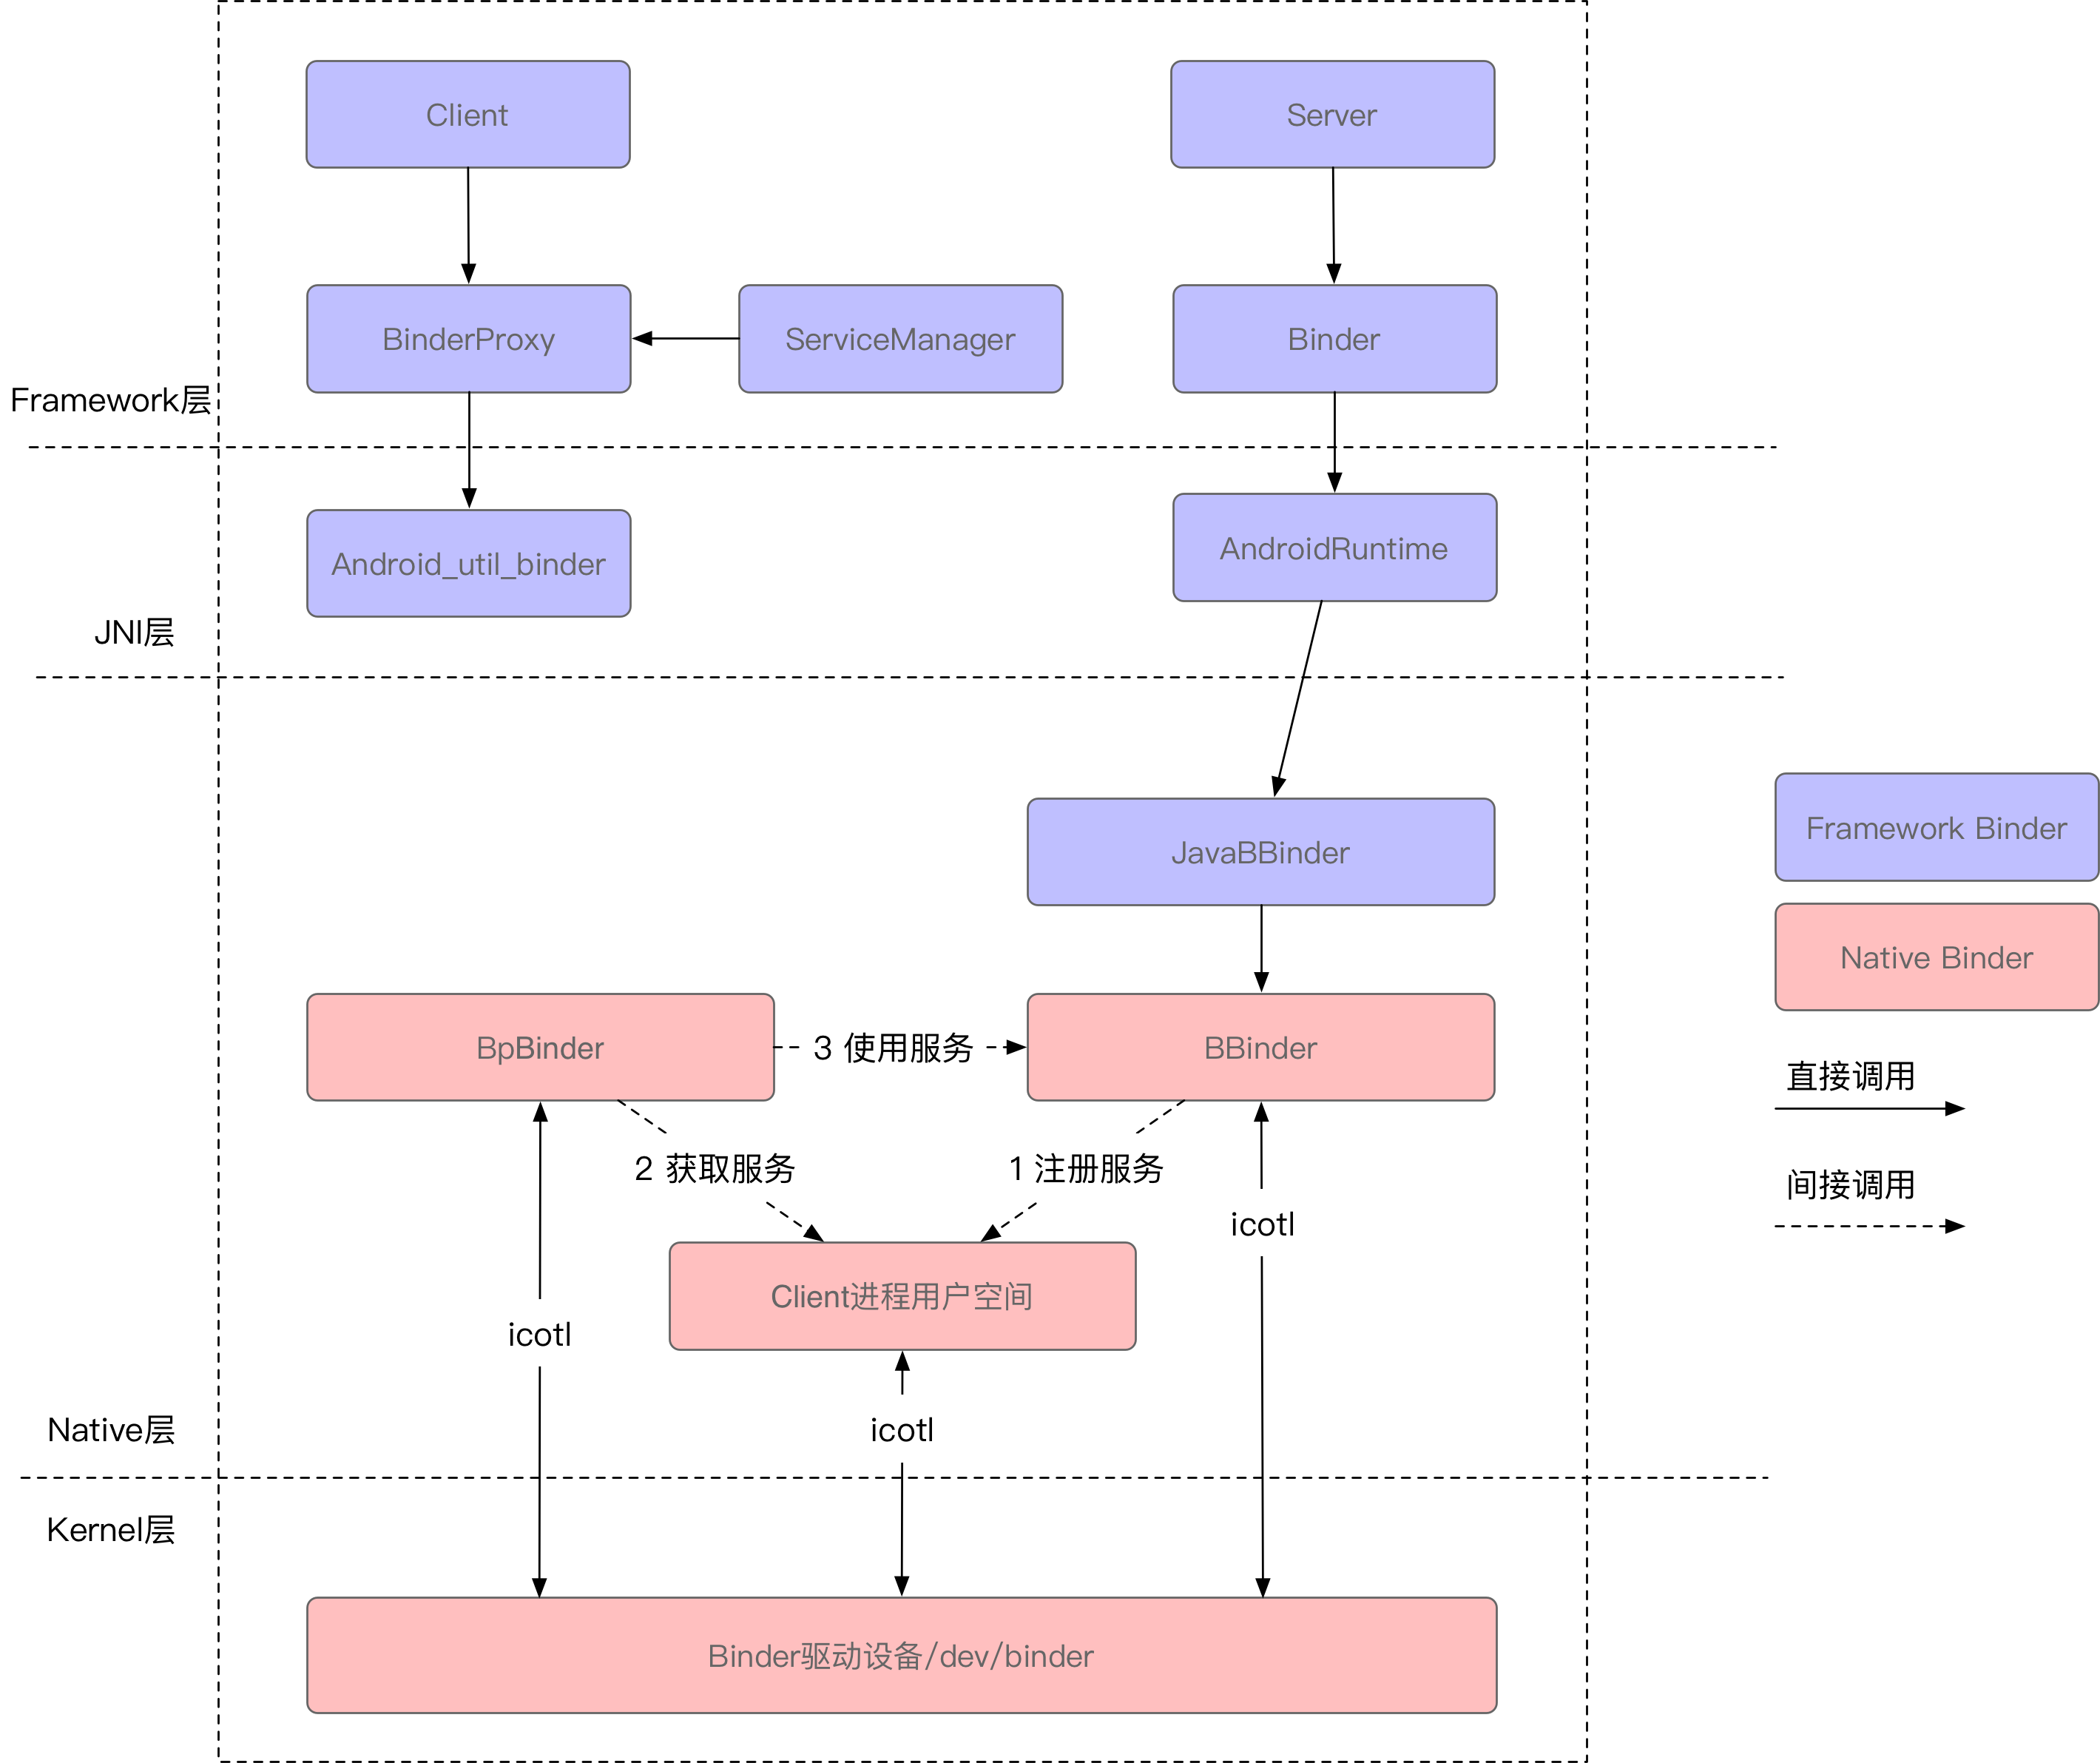 Client
Server
BinderProxy
ServiceManager
Binder
Framework层
Android_util_binder
AndroidRuntime
JNI层
JavaBBinder
Framework Binder
Native Binder
BpBinder
3 使用服务
BBinder
直接调用
2 获取服务
1 注册服务
间接调用
icotl
Client进程用户空间
icotl
icotl
Native层
Kernel层
Binder驱动设备/dev/binder